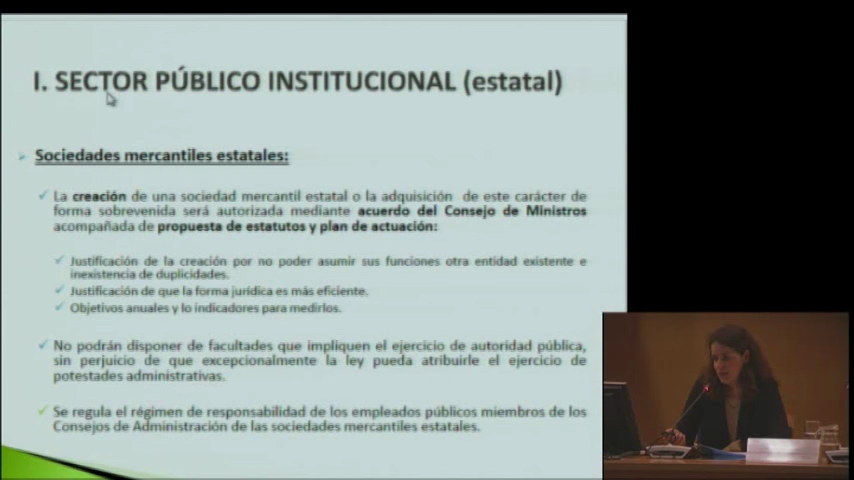 I. SECTOR PÚBLICO INSTITUCIONAL (estatal)
Sociedades mercantiles estatales:
La creación de una sociedad mercantil estatal o la adquisición de este carácter de
forma sobrevenida será autorizada mediante acuerdo del Consejo de Ministros
acompañada de propuesta de estatutos y plan de actuación:
Justificación de la creación por no poder asumir sus funciones otra entidad existente e
inexistencia de duplicidades.
Justificación de que la forma jurídica es más eficiente.
Objetivos anuales y lo indicadores para medirlos.
No podrán disponer de facultades que impliquen el ejercicio de autoridad pública,
sin perjuicio de que excepcionalmente la ley pueda atribuirle el ejercicio de
potestades administrativas.
Se regula el régimen de responsabilidad de los empleados públicos miembros de los
Consejos de Administración de las sociedades mercantiles estatales.